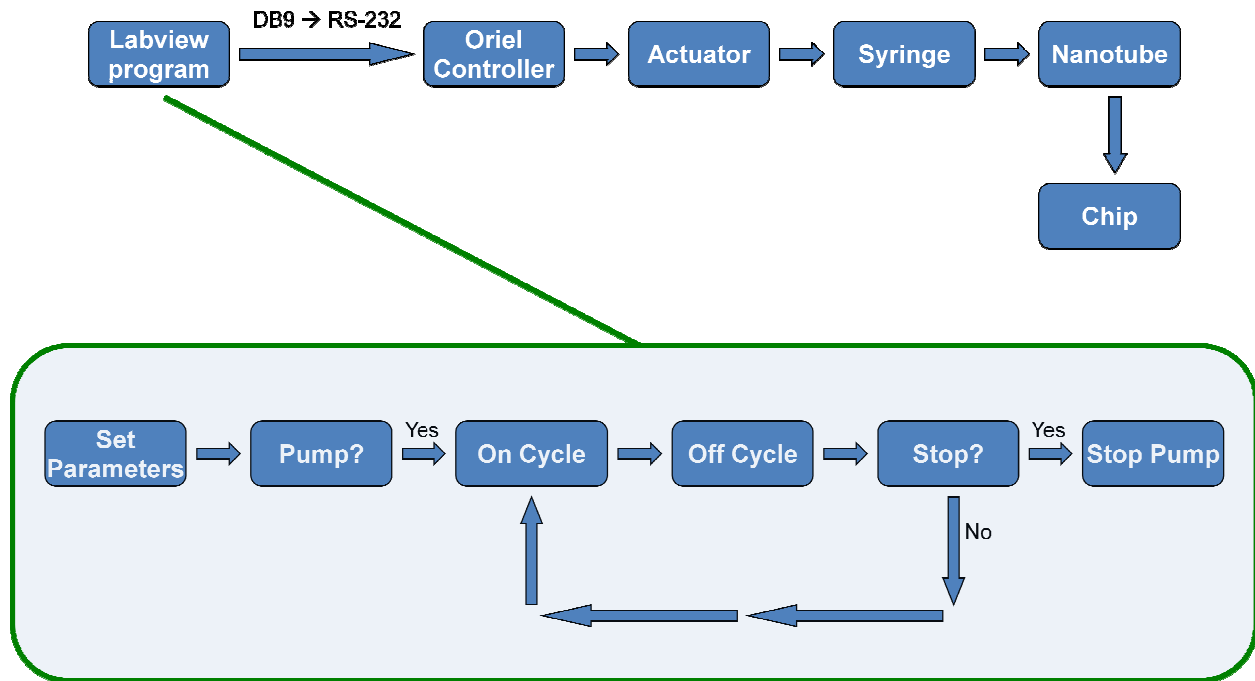 DB9 → RS-232
Labview
program
Oriel
Controller
Actuator
Syringe
Nanotube
Chip
Set
Parameters
Pump?
Yes
On Cycle
Off Cycle
Stop?
Yes
Stop Pump
No